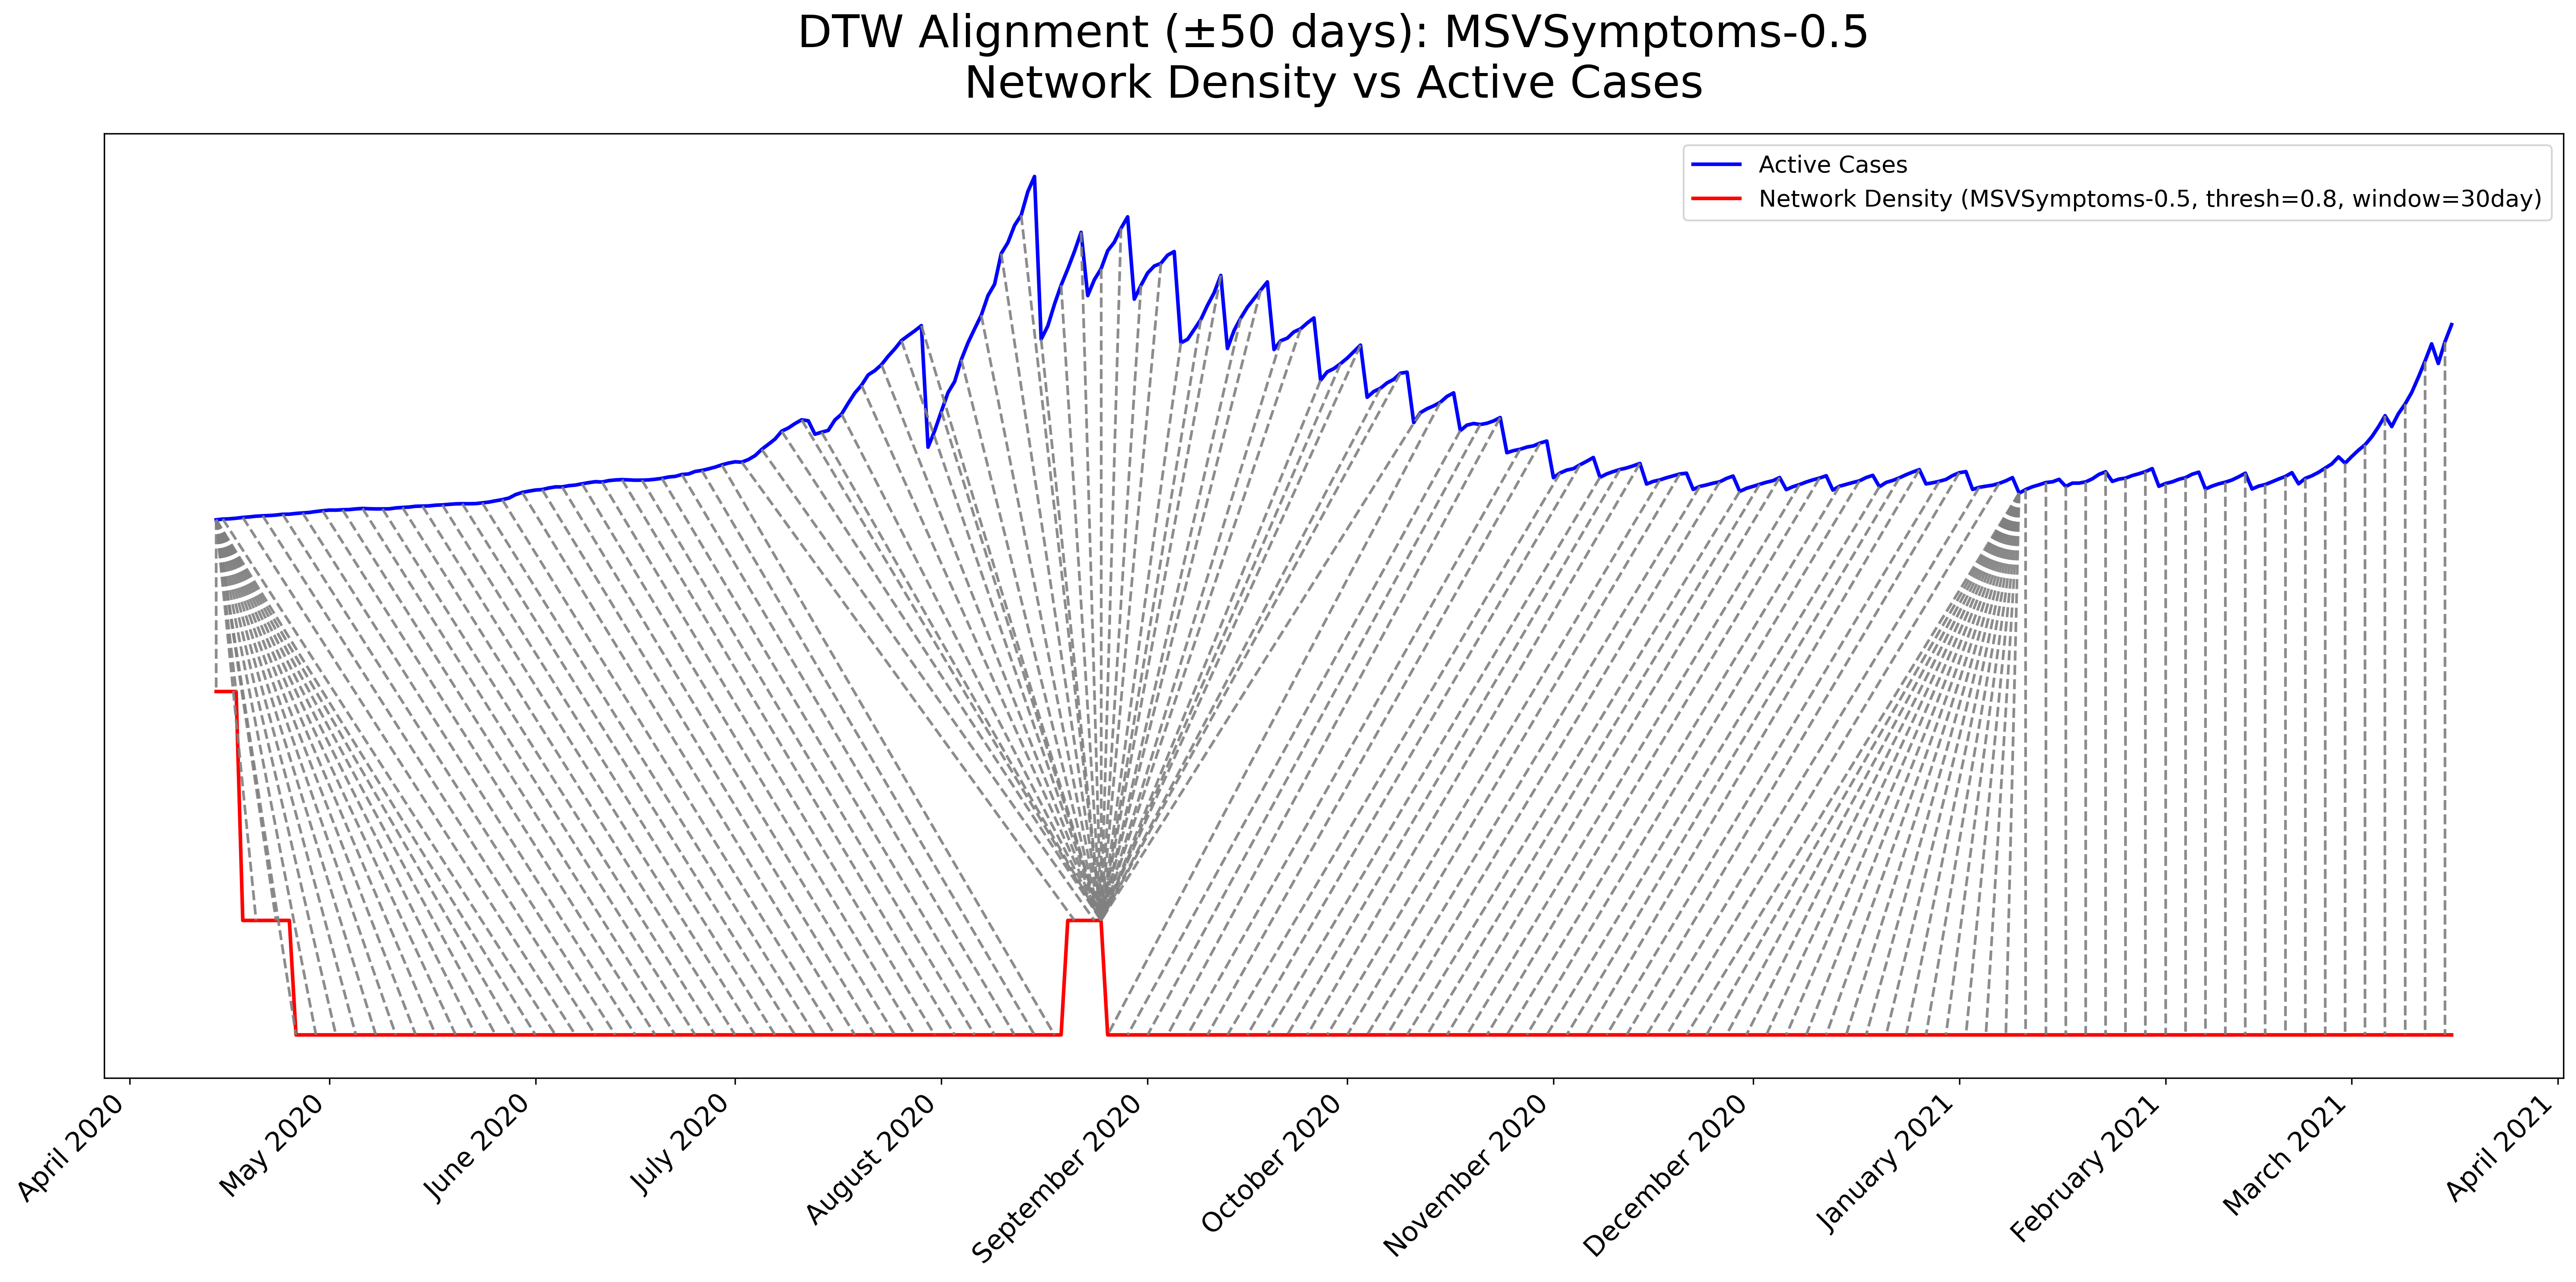 DTW Alignment (±50 days): MSVSymptoms-0.5
Network Density vs Active Cases
Active Cases
Network Density (MSVSymptoms-0.5, thresh=0.8, window=30day)
April 2020
May 2020
June 2020
July 2020
August 2020
September 2020
October 2020
November 2020
December 2020
January 2021
February 2021
March 2021
April 2021